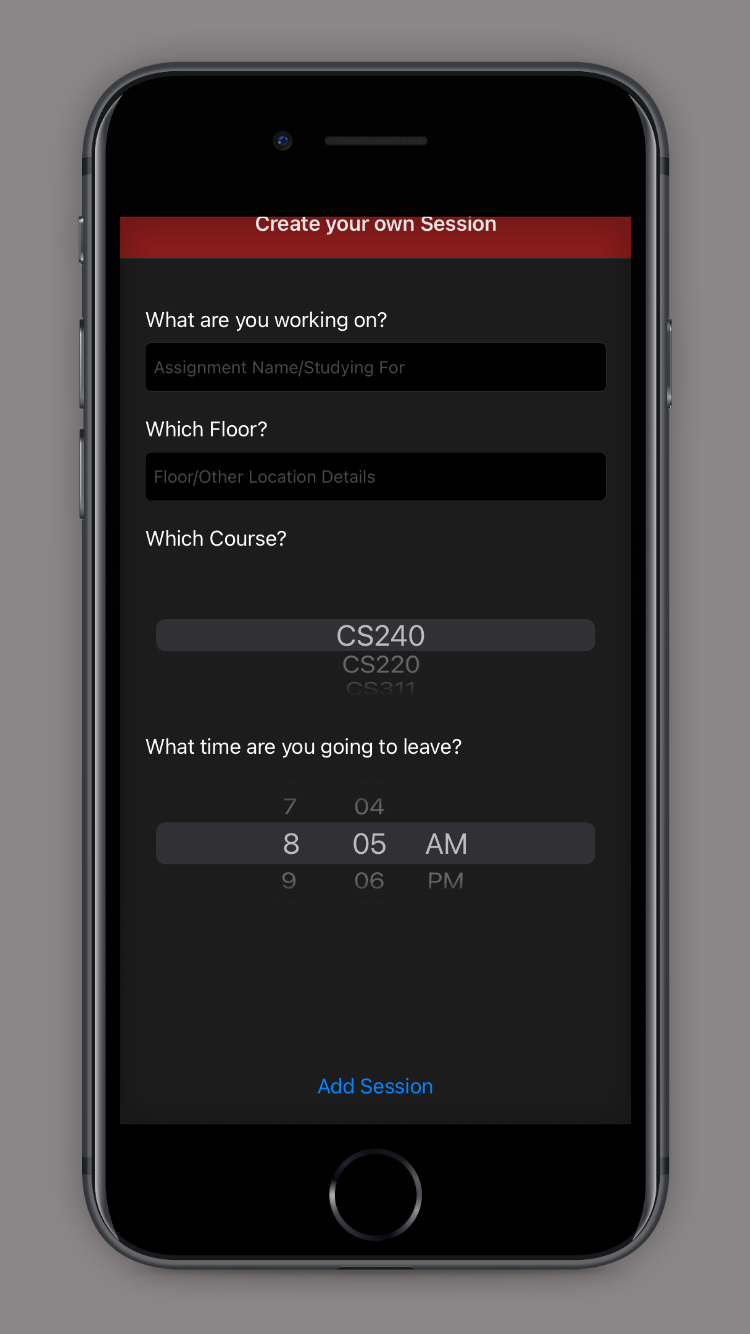 Create your own Session
What are you working on?
Assignment Name/Studying For
Which Floor?
Floor/Other Location Details
Which Course?
CS240
CS220
CS311
What time are you going to leave?
7 04
8 05 AM
9 06 PM
Add Session